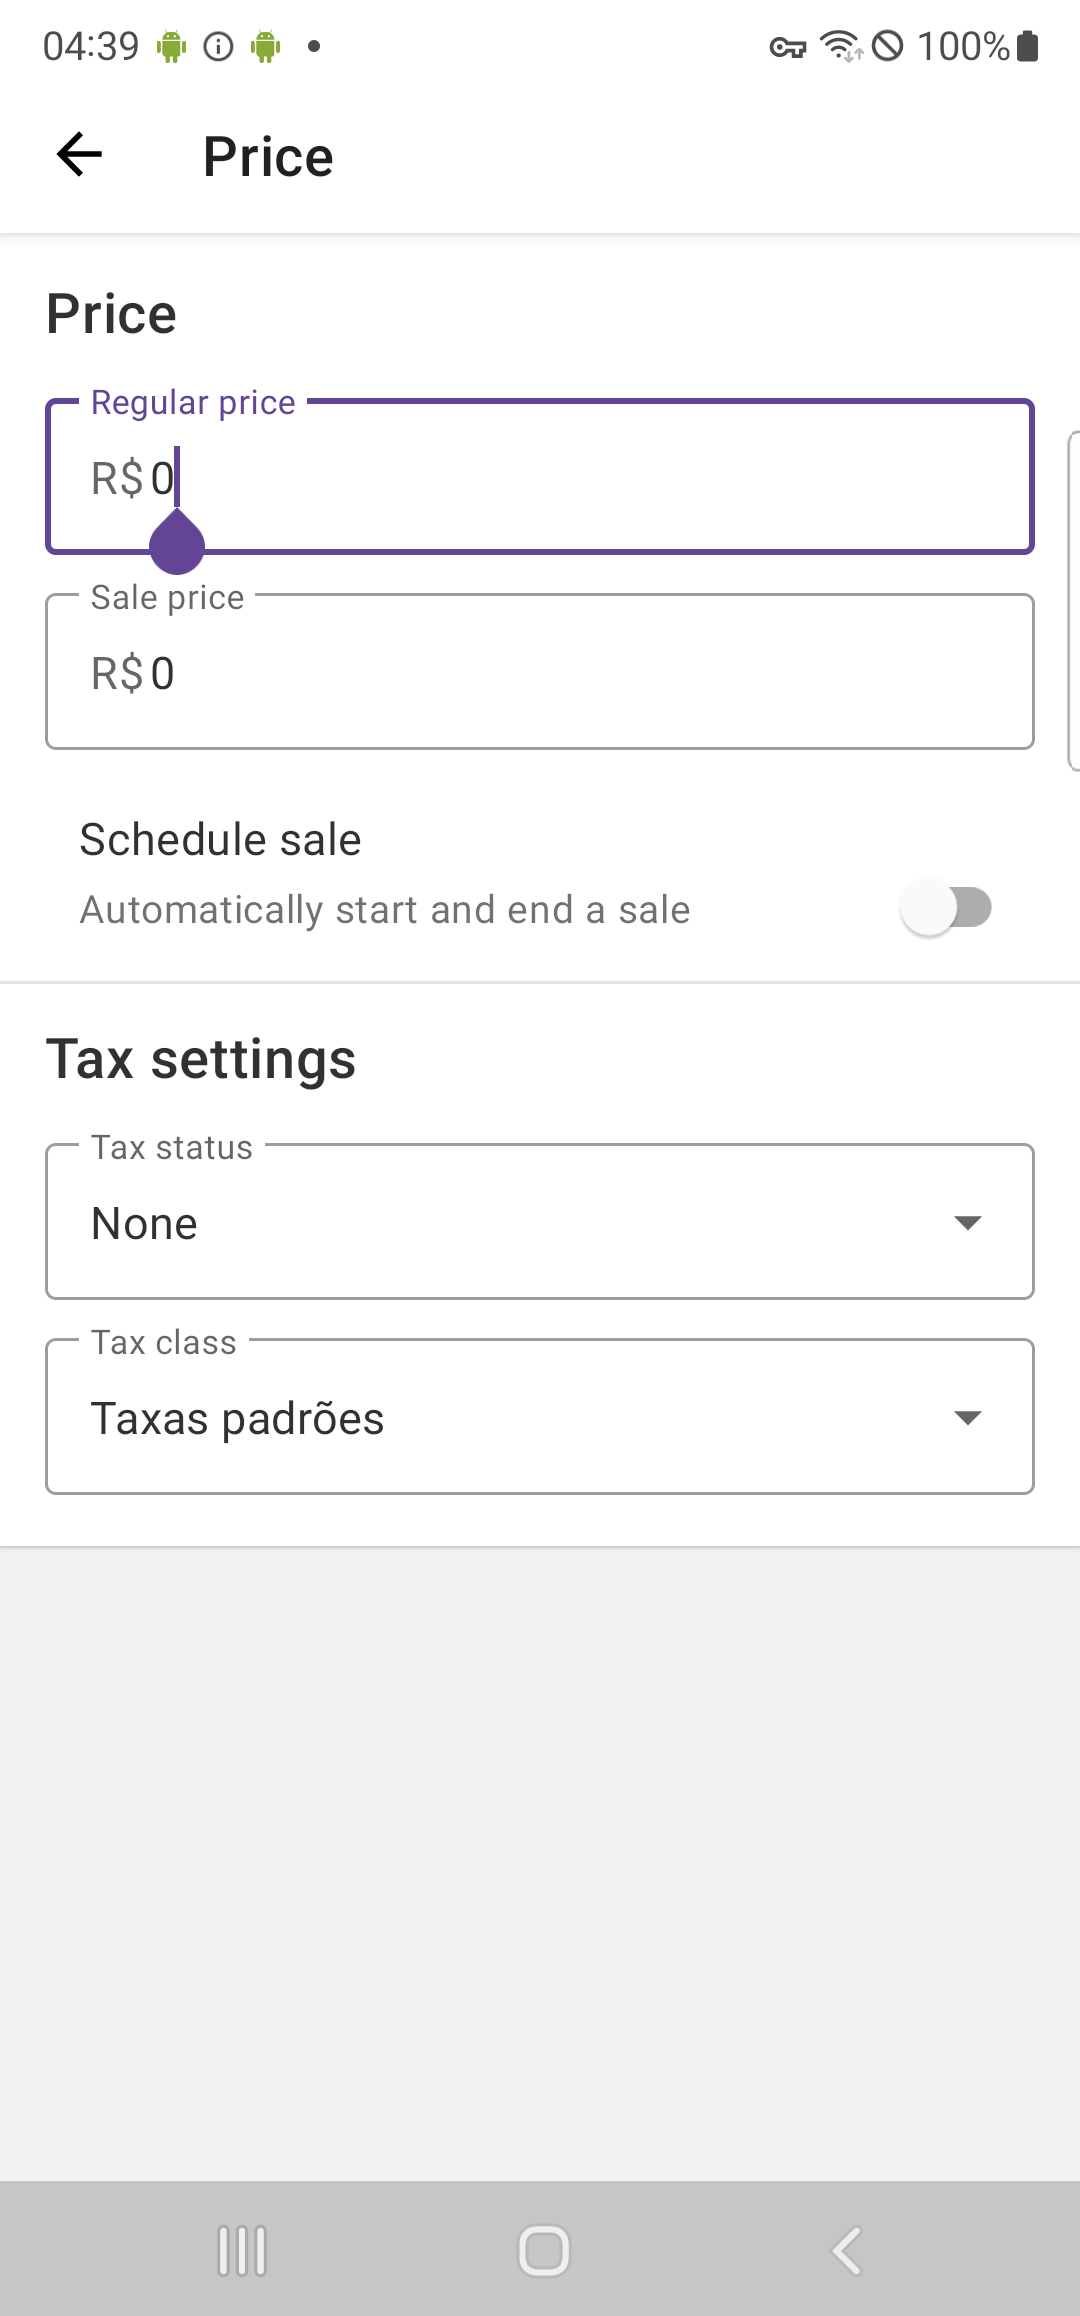 04:39
100%
Price
Price
Regular price
R$ 0
Sale price
R$ 0
Schedule sale
Automatically start and end a sale
Tax settings
Tax status
None
Tax class
Taxas padrões